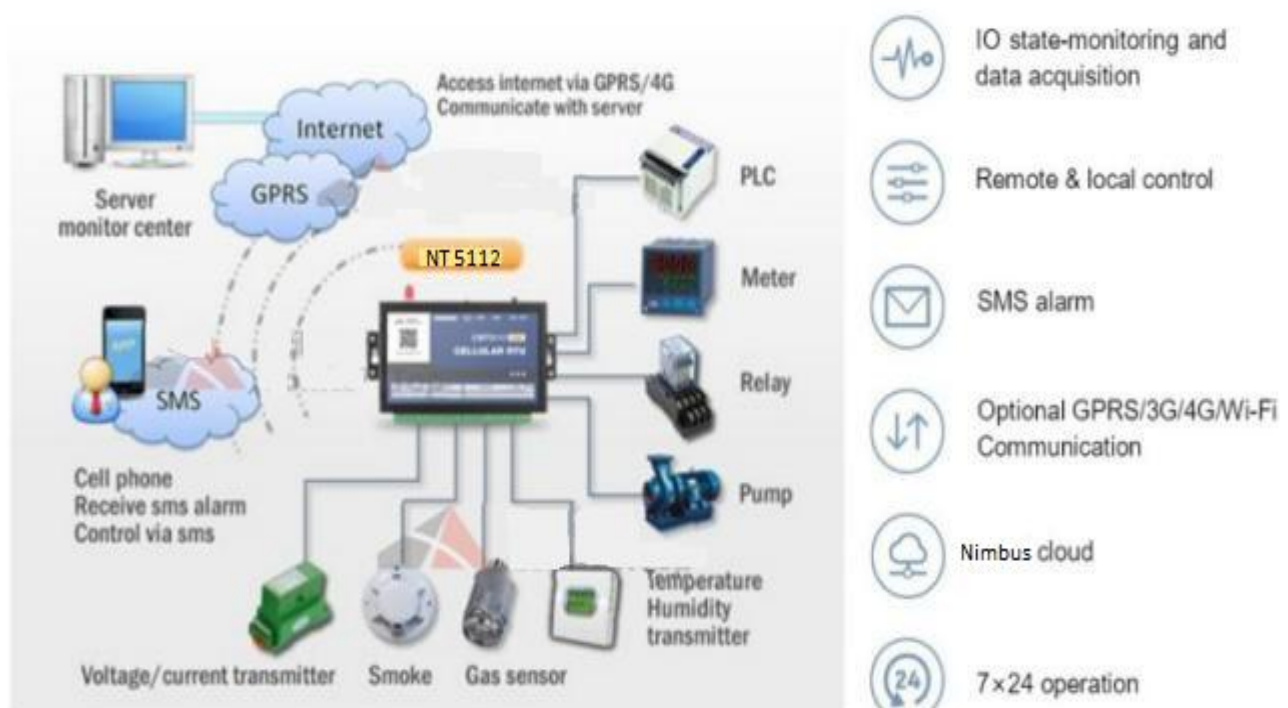 Access internet via GPRS/4G
Communicate with server
Internet
GPRS
Server
monitor center
NT 5112
PLC
Meter
Relay
Pump
CELLULAR RTU
SMS
Cell phone
Receive sms alarm
Control via sms
Temperature
Humidity
transmitter
Voltage/current transmitter
Smoke
Gas sensor
IO state-monitoring and
data acquisition
Remote & local control
SMS alarm
Optional GPRS/3G/4G/Wi-Fi
Communication
Nimbus cloud
24
7×24 operation